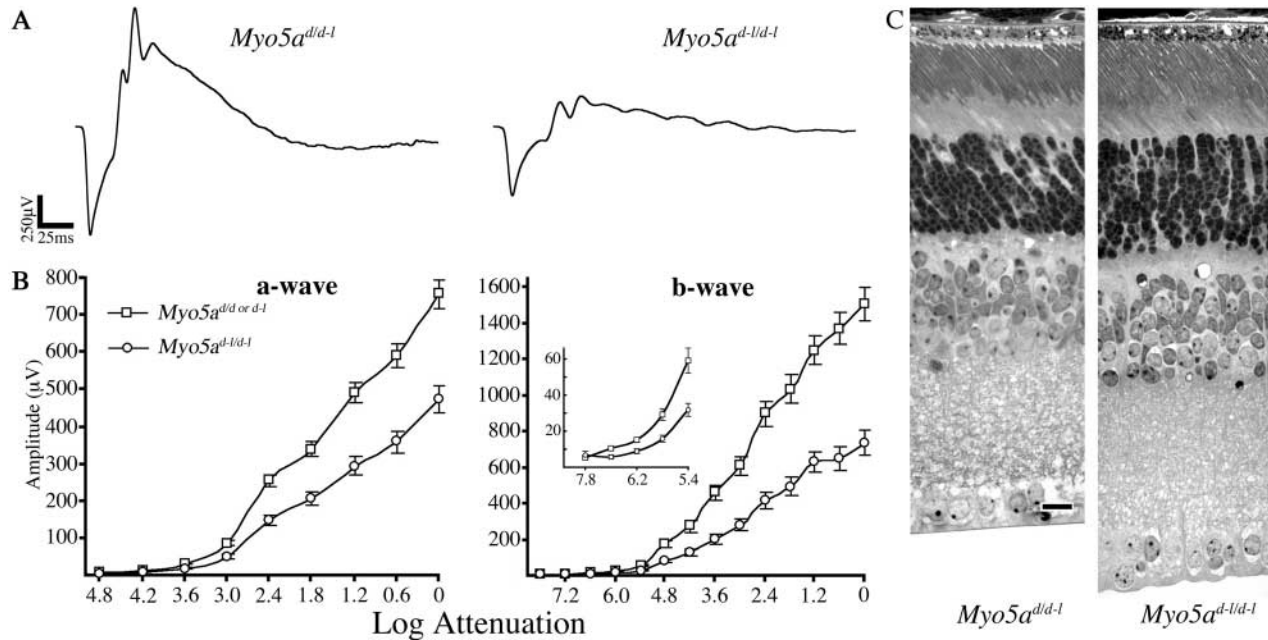 A
Myo5a^d/d-l
Myo5a^d-l/d-l
250μV
25ms
B
a-wave
Amplitude (μV)
800
700
600
500
400
300
200
100
Myo5a^d/d or d-l
Myo5a^d-l/d-l
4.8 4.2 3.6 3.0 2.4 1.8 1.2 0.6 0
b-wave
1600
1400
1200
1000
800
600
400
200
60
40
20
7.8 6.2 5.4
7.2 6.0 4.8 3.6 2.4 1.2 0
Log Attenuation
C
Myo5a^d/d-l
Myo5a^d-l/d-l